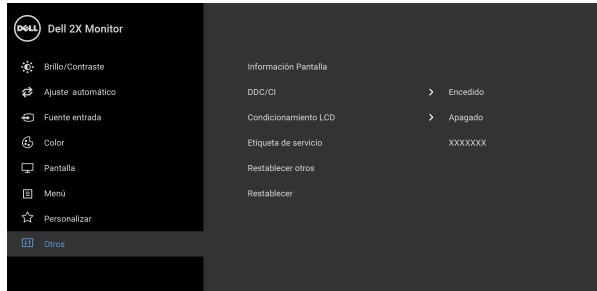 DELL Dell 2X Monitor
Brillo/Contraste
Ajuste automático
Fuente entrada
Color
Pantalla
Menú
Personalizar
Otros
Información Pantalla
DDC/CI > Encedido
Condicionamiento LCD > Apagado
Etiqueta de servicio XXXXXXX
Restablecer otros
Restablecer